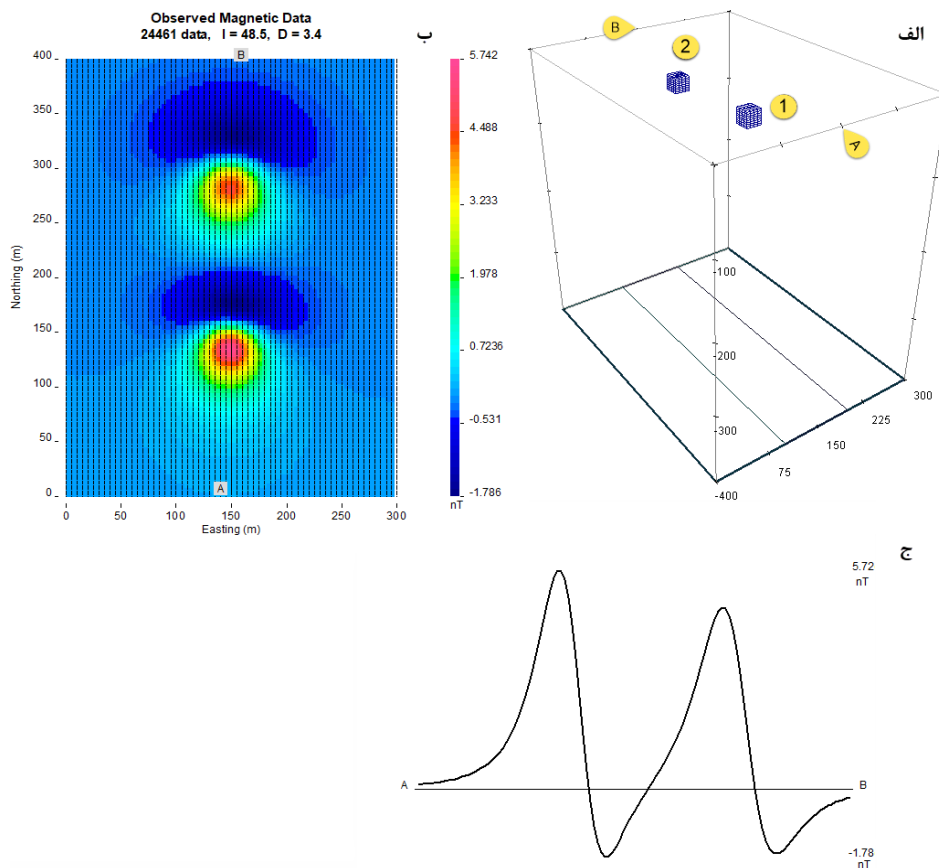 Observed Magnetic Data
24461 data, I = 48.5, D = 3.4
ب
B
400
350
300
250
200
150
100
50
0
Northing (m)
A
0
50
100
150
200
250
300
Easting (m)
5.742
4.488
3.233
1.978
0.7236
-0.531
-1.786
nT
الف
B
2
1
A
-100
-200
-300
-400
75
150
225
300
ج
5.72
nT
A
B
-1.78
nT